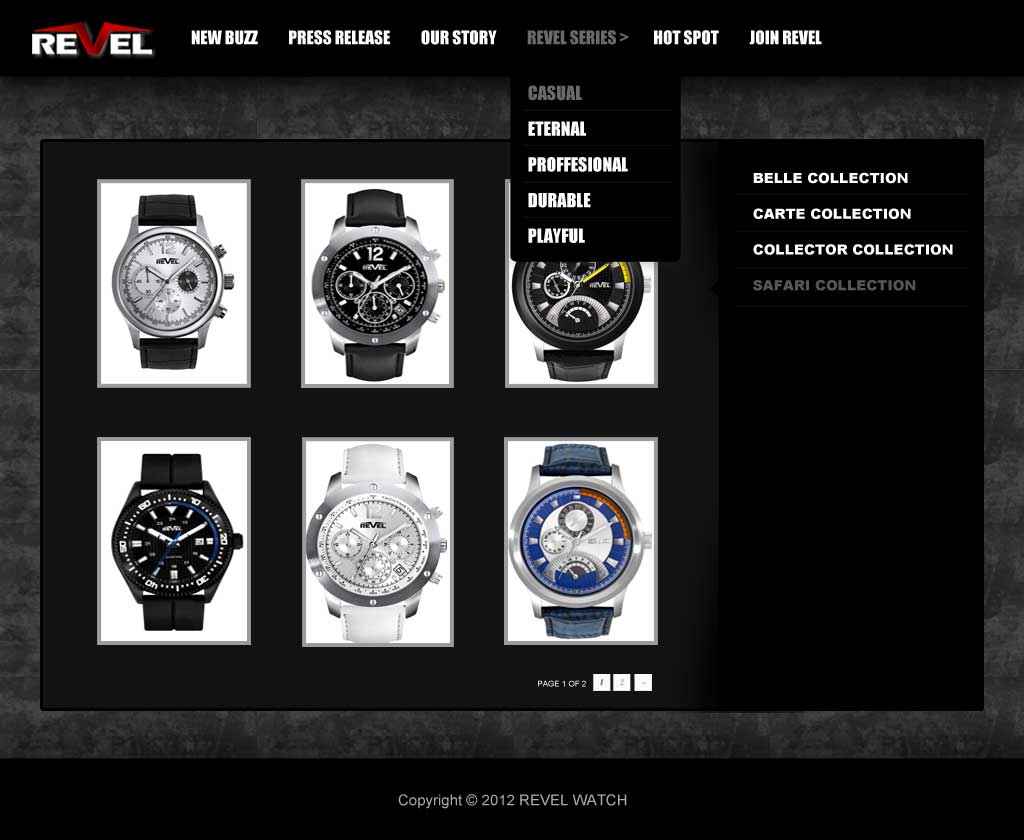 REVEL
NEW BUZZ
PRESS RELEASE
OUR STORY
REVEL SERIES >
HOT SPOT
JOIN REVEL
CASUAL
ETERNAL
PROFFESIONAL
DURABLE
PLAYFUL
BELLE COLLECTION
CARTE COLLECTION
COLLECTOR COLLECTION
SAFARI COLLECTION
REVEL
12
REVEL
REVEL
REVEL
REVEL
PAGE 1 OF 2
1
2
Copyright © 2012 REVEL WATCH